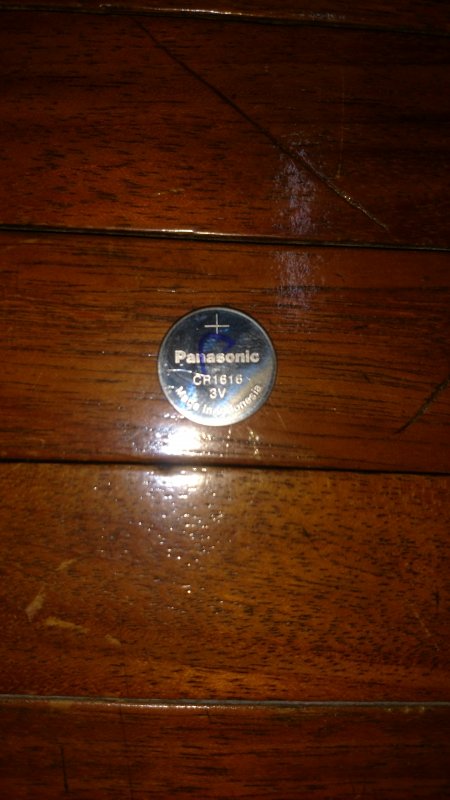 +
Panasonic
CR1616
3V
Made in Indonesia